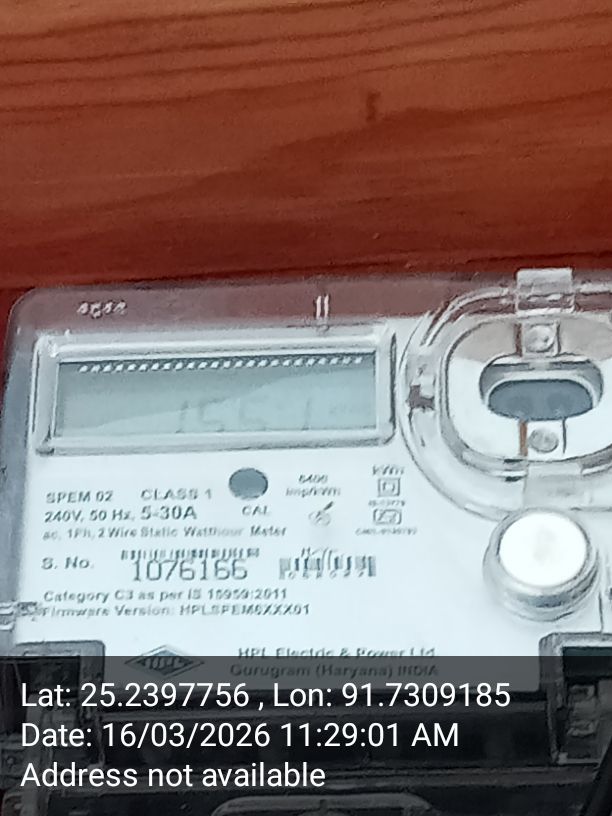 SPEM 02 CLASS 1
6400
imp/kWh
kWh
240V, 50 Hz, 5-30A
CAL
ac, 1Ph, 2 Wire Static Watthour Meter
S. No.
1076166
Category C3 as per IS 15959:2011
Firmware Version: HPLSPEM0XXX01
HPL
HPL Electric & Power Ltd.
Gurugram (Haryana) INDIA
Lat: 25.2397756 , Lon: 91.7309185
Date: 16/03/2026 11:29:01 AM
Address not available